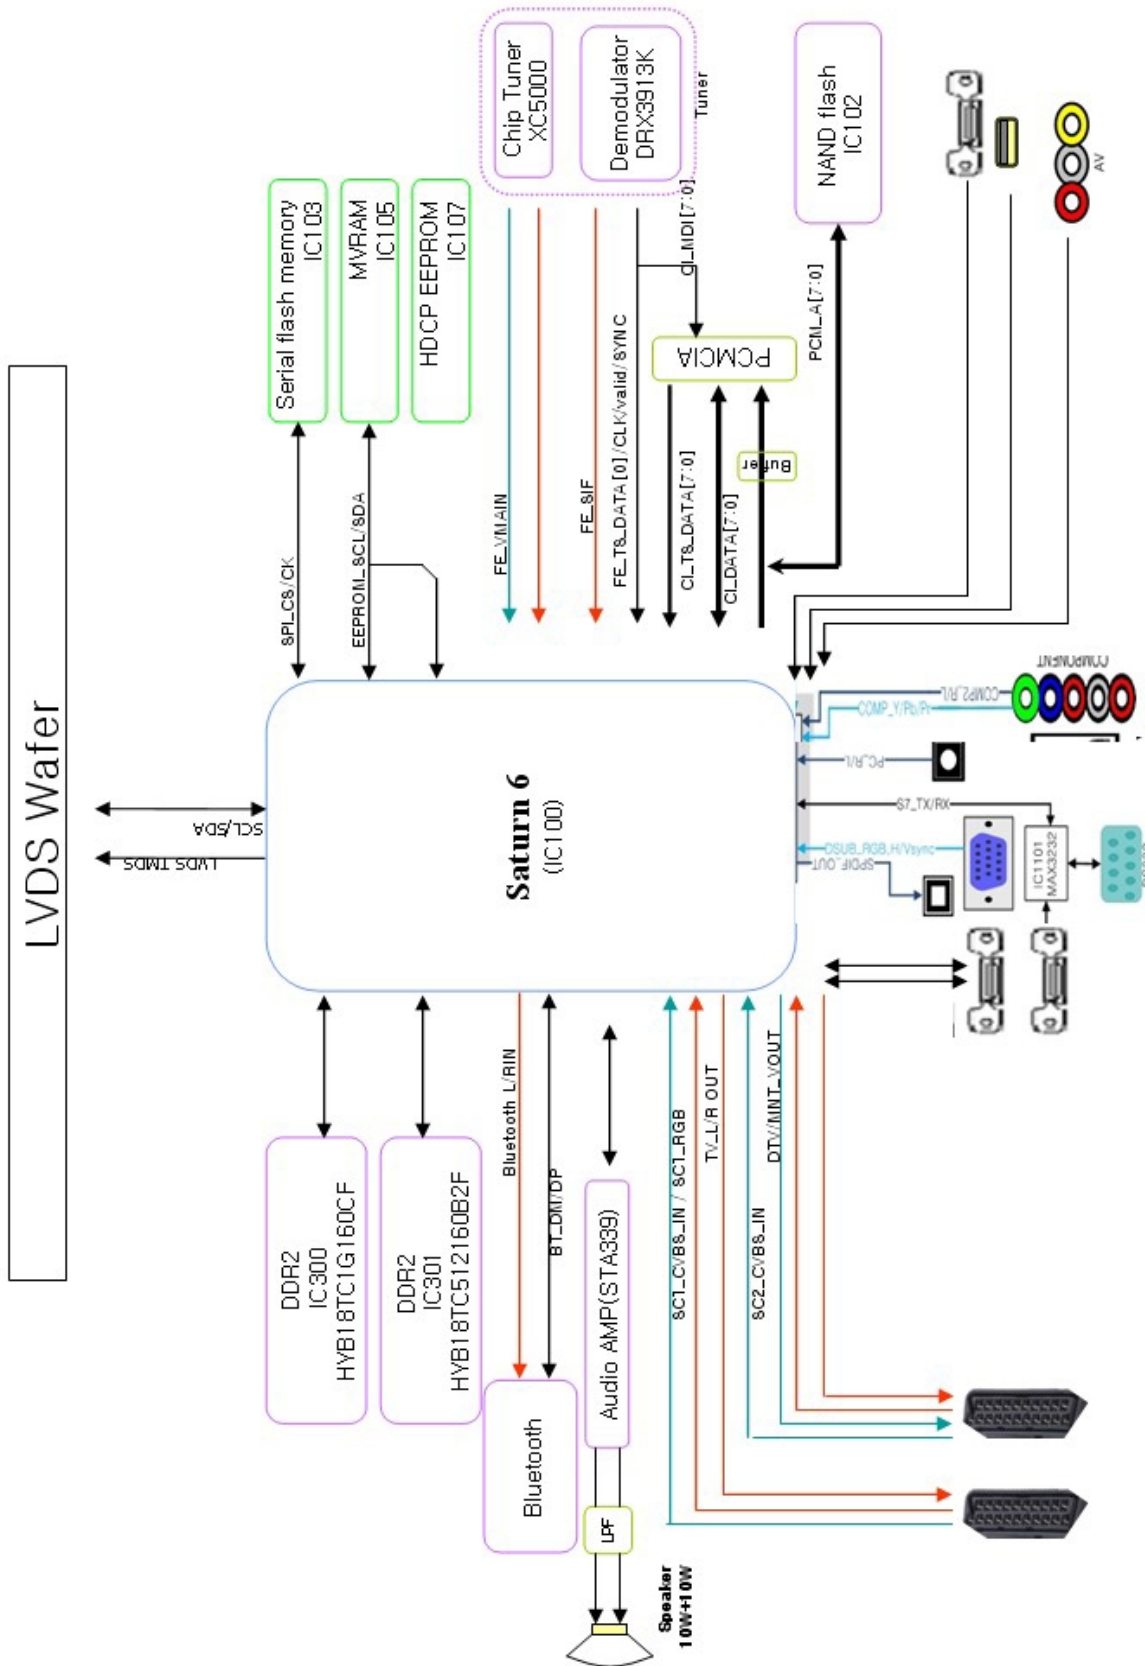 LVDS Wafer
SCL/SDA
LVDS TMDS
Saturn 6
(IC100)
Serial flash memory
IC103
MVRAM
IC105
HDCP EEPROM
IC107
SPI_CS/CK
EEPROM_SCL/SDA
Chip Tuner
XC5000
Demodulator
DRX3913K
Tuner
FE_VMAIN
FE_SIF
FE_TS_DATA[0]/CLK/valid/SYNC
CI_MDI[7:0]
PCMCIA
CI_TS_DATA[7:0]
CI_DATA[7:0]
Buffer
NAND flash
IC102
PCM_A[7:0]
AV
COMPONENT
COMP2_R/L
COMP_Y/Pb/Pr
PC_R/L
S7_TX/RX
DSUB_RGB,H/Vsync
SPDIF_OUT
IC1101
MAX3232
DDR2
IC300
HYB18TC1G160CF
DDR2
IC301
HYB18TC512160B2F
Bluetooth L/RIN
BT_DM/DP
Bluetooth
Audio AMP(STA339)
LPF
Speaker
10W+10W
SC1_CVBS_IN / SC1_RGB
TV_L/R OUT
SC2_CVBS_IN
DTV/MNT_VOUT